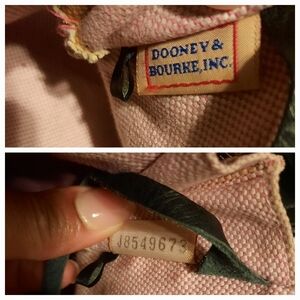 DOONEY &
BOURKE, INC.
J8549673